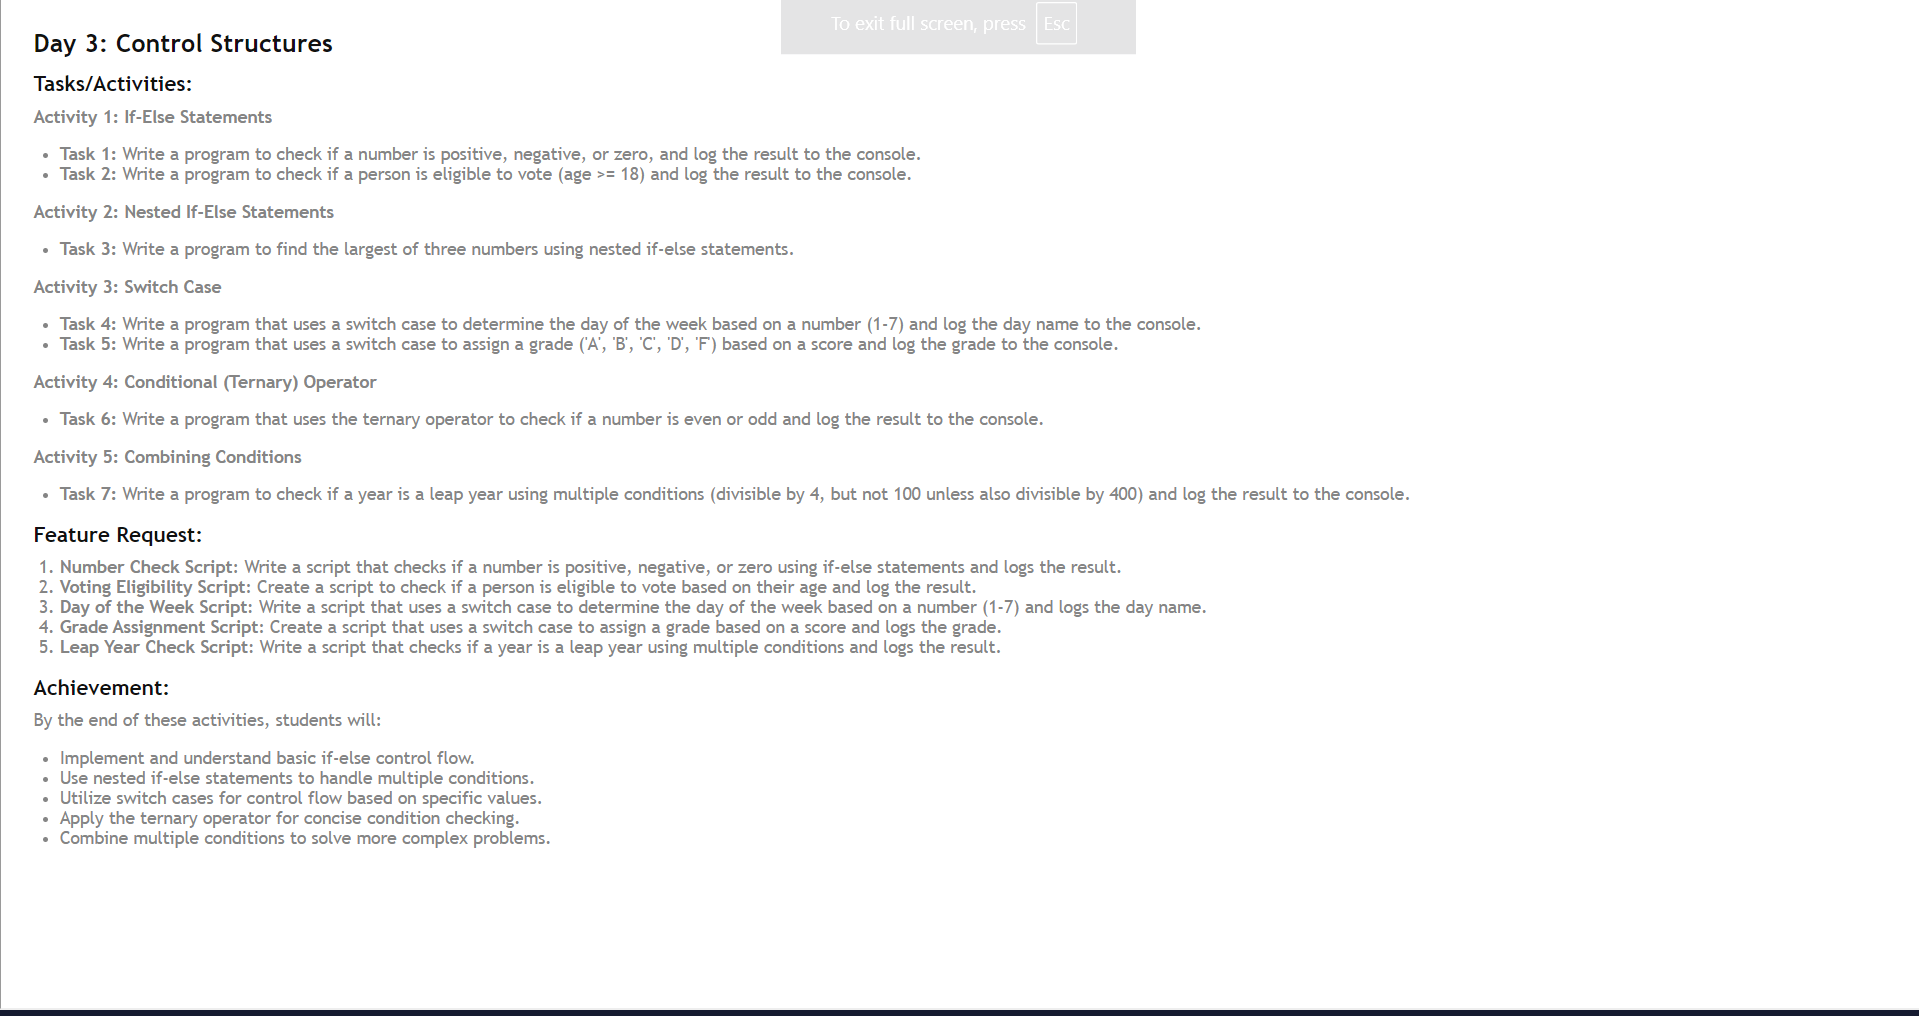 To exit full screen, press Esc
Day 3: Control Structures
Tasks/Activities:
Activity 1: If-Else Statements
• Task 1: Write a program to check if a number is positive, negative, or zero, and log the result to the console.
• Task 2: Write a program to check if a person is eligible to vote (age >= 18) and log the result to the console.
Activity 2: Nested If-Else Statements
• Task 3: Write a program to find the largest of three numbers using nested if-else statements.
Activity 3: Switch Case
• Task 4: Write a program that uses a switch case to determine the day of the week based on a number (1-7) and log the day name to the console.
• Task 5: Write a program that uses a switch case to assign a grade ('A', 'B', 'C', 'D', 'F') based on a score and log the grade to the console.
Activity 4: Conditional (Ternary) Operator
• Task 6: Write a program that uses the ternary operator to check if a number is even or odd and log the result to the console.
Activity 5: Combining Conditions
• Task 7: Write a program to check if a year is a leap year using multiple conditions (divisible by 4, but not 100 unless also divisible by 400) and log the result to the console.
Feature Request:
1. Number Check Script: Write a script that checks if a number is positive, negative, or zero using if-else statements and logs the result.
2. Voting Eligibility Script: Create a script to check if a person is eligible to vote based on their age and log the result.
3. Day of the Week Script: Write a script that uses a switch case to determine the day of the week based on a number (1-7) and logs the day name.
4. Grade Assignment Script: Create a script that uses a switch case to assign a grade based on a score and logs the grade.
5. Leap Year Check Script: Write a script that checks if a year is a leap year using multiple conditions and logs the result.
Achievement:
By the end of these activities, students will:
• Implement and understand basic if-else control flow.
• Use nested if-else statements to handle multiple conditions.
• Utilize switch cases for control flow based on specific values.
• Apply the ternary operator for concise condition checking.
• Combine multiple conditions to solve more complex problems.